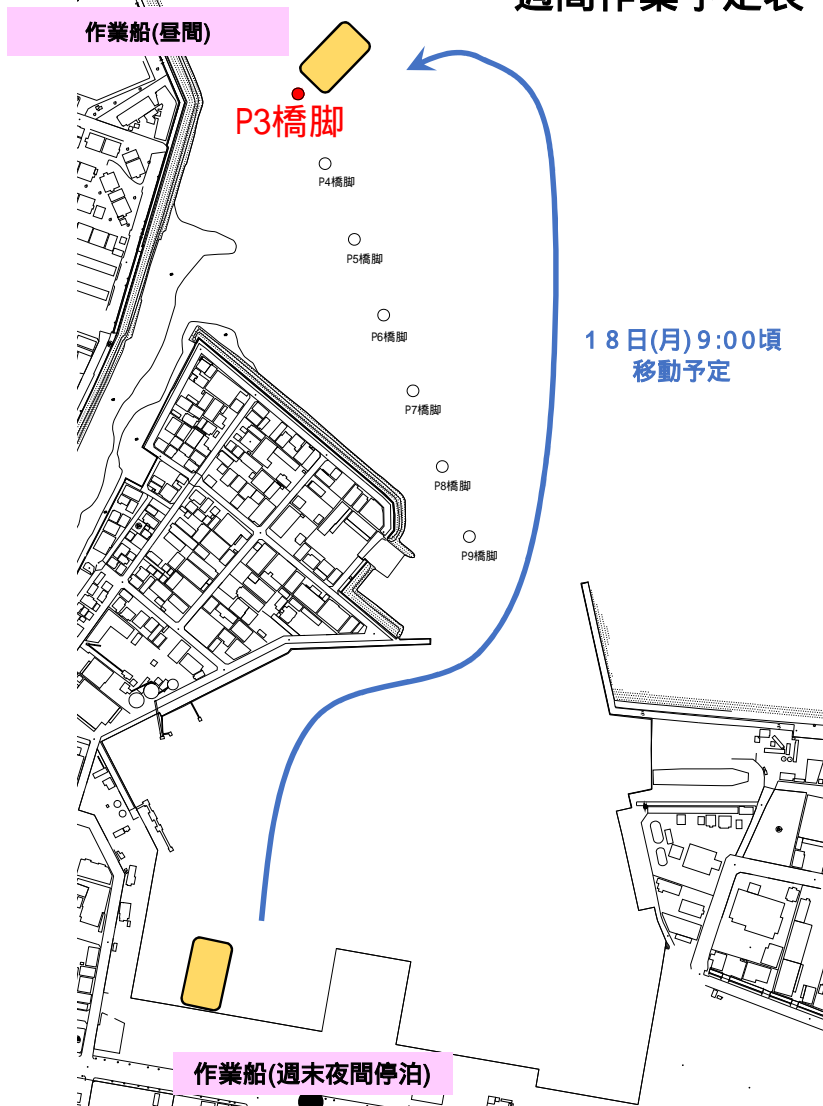 週間作業予定表
作業船(昼間)
P3橋脚
P4橋脚
P5橋脚
P6橋脚
１８日(月)９:００頃
移動予定
P7橋脚
P8橋脚
P9橋脚
作業船(週末夜間停泊)